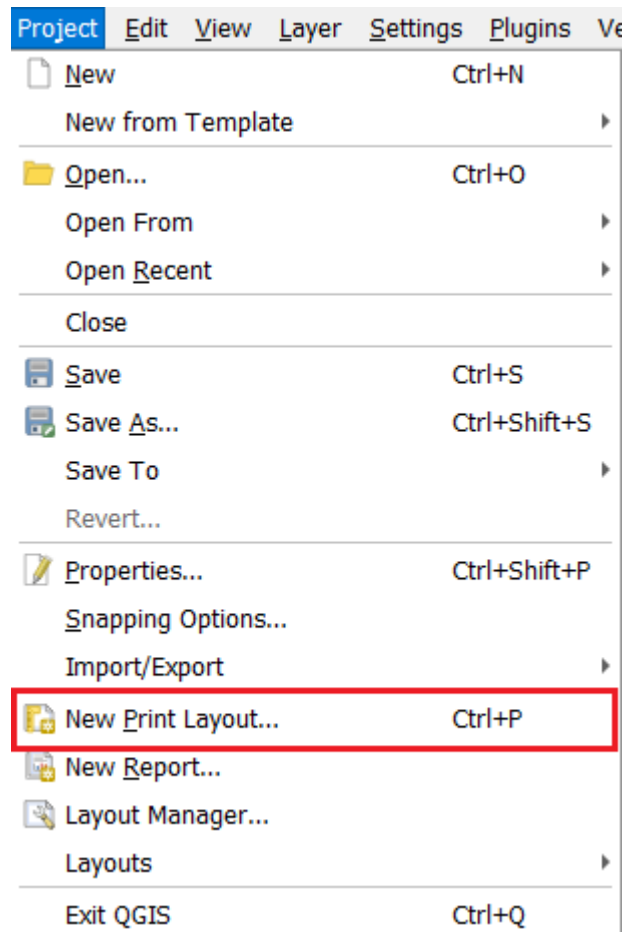 Project Edit View Layer Settings Plugins Ve
New Ctrl+N
New from Template
Open... Ctrl+O
Open From
Open Recent
Close
Save Ctrl+S
Save As... Ctrl+Shift+S
Save To
Revert...
Properties... Ctrl+Shift+P
Snapping Options...
Import/Export
New Print Layout... Ctrl+P
New Report...
Layout Manager...
Layouts
Exit QGIS Ctrl+Q